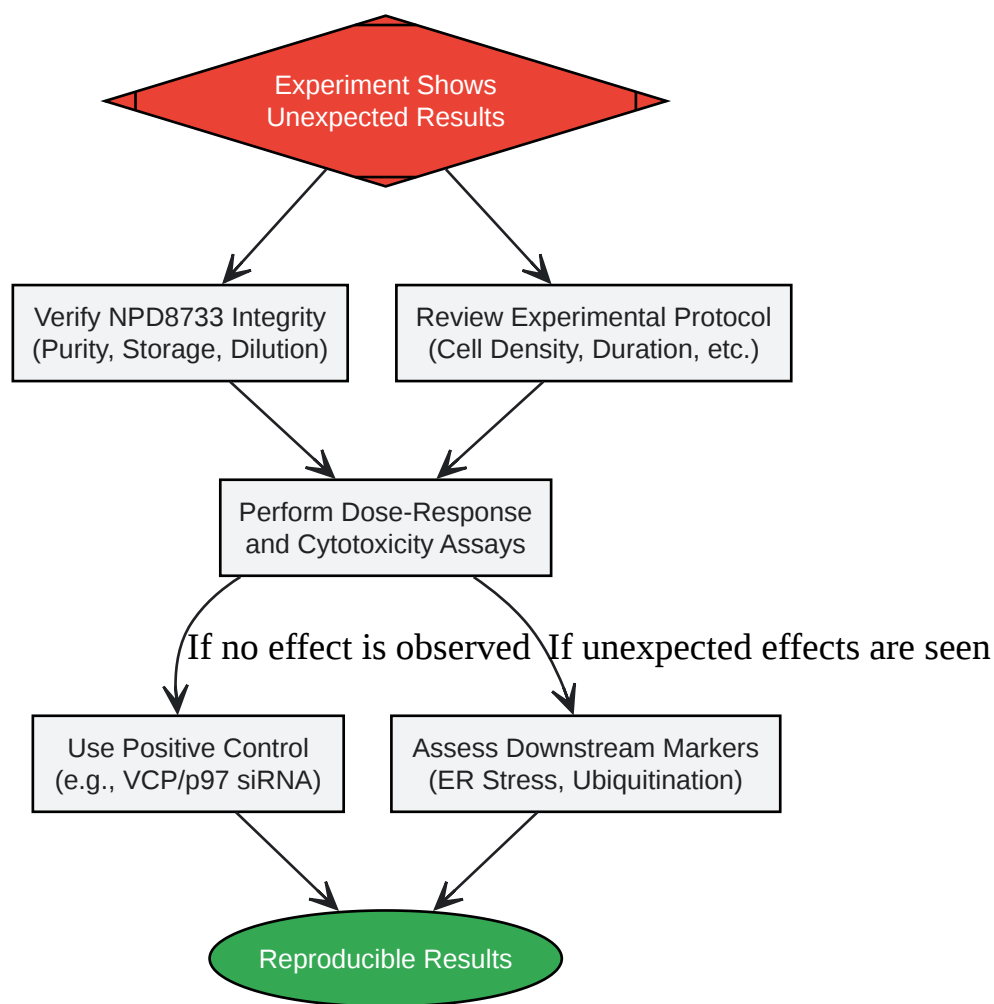 Experiment Shows
Unexpected Results
Verify NPD8733 Integrity
(Purity, Storage, Dilution)
Review Experimental Protocol
(Cell Density, Duration, etc.)
Perform Dose-Response
and Cytotoxicity Assays
If no effect is observed
If unexpected effects are seen
Use Positive Control
(e.g., VCP/p97 siRNA)
Assess Downstream Markers
(ER Stress, Ubiquitination)
Reproducible Results